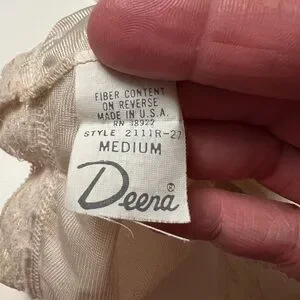 FIBER CONTENT
ON REVERSE
MADE IN U.S.A.
RN 38922
STYLE 2111R-27
MEDIUM
Deena®